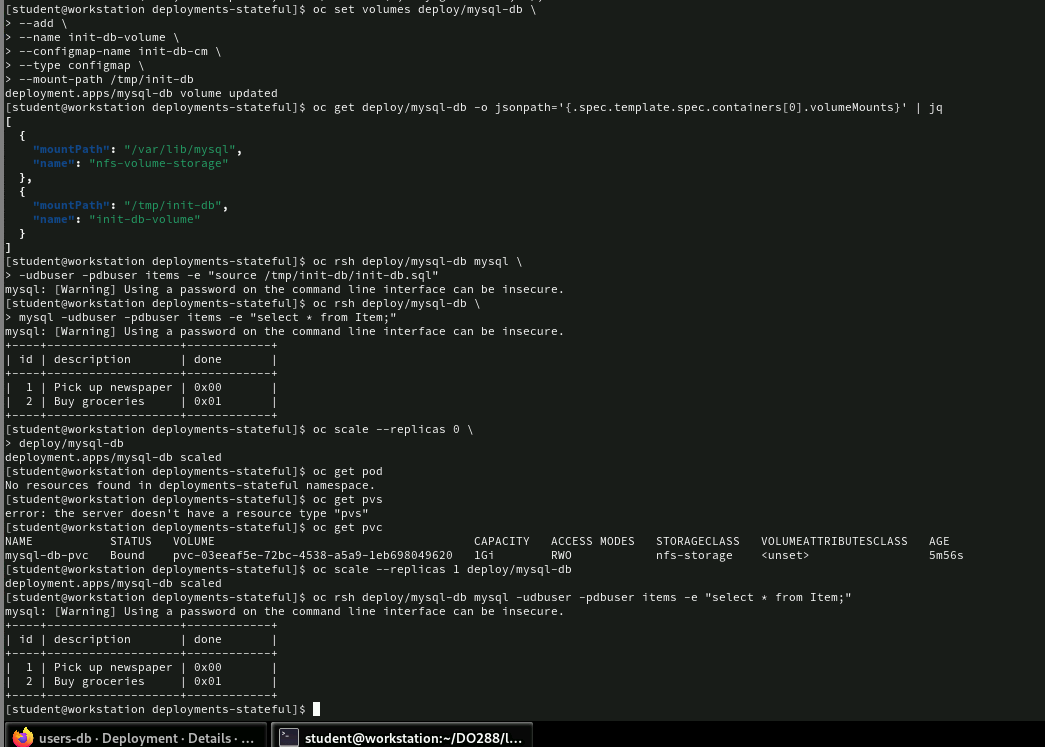 [student@workstation deployments-stateful]$ oc set volumes deploy/mysql-db \
> --add \
> --name init-db-volume \
> --configmap-name init-db-cm \
> --type configmap \
> --mount-path /tmp/init-db
deployment.apps/mysql-db volume updated
[student@workstation deployments-stateful]$ oc get deploy/mysql-db -o jsonpath='{.spec.template.spec.containers[0].volumeMounts}' | jq
[
  {
    "mountPath": "/var/lib/mysql",
    "name": "nfs-volume-storage"
  },
  {
    "mountPath": "/tmp/init-db",
    "name": "init-db-volume"
  }
]
[student@workstation deployments-stateful]$ oc rsh deploy/mysql-db mysql \
> -udbuser -pdbuser items -e "source /tmp/init-db/init-db.sql"
mysql: [Warning] Using a password on the command line interface can be insecure.
[student@workstation deployments-stateful]$ oc rsh deploy/mysql-db \
> mysql -udbuser -pdbuser items -e "select * from Item;"
mysql: [Warning] Using a password on the command line interface can be insecure.
+----+-------------------+------------+
| id | description       | done       |
+----+-------------------+------------+
|  1 | Pick up newspaper | 0x00       |
|  2 | Buy groceries     | 0x01       |
+----+-------------------+------------+
[student@workstation deployments-stateful]$ oc scale --replicas 0 \
> deploy/mysql-db
deployment.apps/mysql-db scaled
[student@workstation deployments-stateful]$ oc get pod
No resources found in deployments-stateful namespace.
[student@workstation deployments-stateful]$ oc get pvs
error: the server doesn't have a resource type "pvs"
[student@workstation deployments-stateful]$ oc get pvc
NAME           STATUS   VOLUME                                     CAPACITY   ACCESS MODES   STORAGECLASS   VOLUMEATTRIBUTESCLASS   AGE
mysql-db-pvc   Bound    pvc-03eeaf5e-72bc-4538-a5a9-1eb698049620   1Gi        RWO            nfs-storage    <unset>                 5m56s
[student@workstation deployments-stateful]$ oc scale --replicas 1 deploy/mysql-db
deployment.apps/mysql-db scaled
[student@workstation deployments-stateful]$ oc rsh deploy/mysql-db mysql -udbuser -pdbuser items -e "select * from Item;"
mysql: [Warning] Using a password on the command line interface can be insecure.
+----+-------------------+------------+
| id | description       | done       |
+----+-------------------+------------+
|  1 | Pick up newspaper | 0x00       |
|  2 | Buy groceries     | 0x01       |
+----+-------------------+------------+
[student@workstation deployments-stateful]$
users-db · Deployment · Details · ...
student@workstation:~/DO288/l...